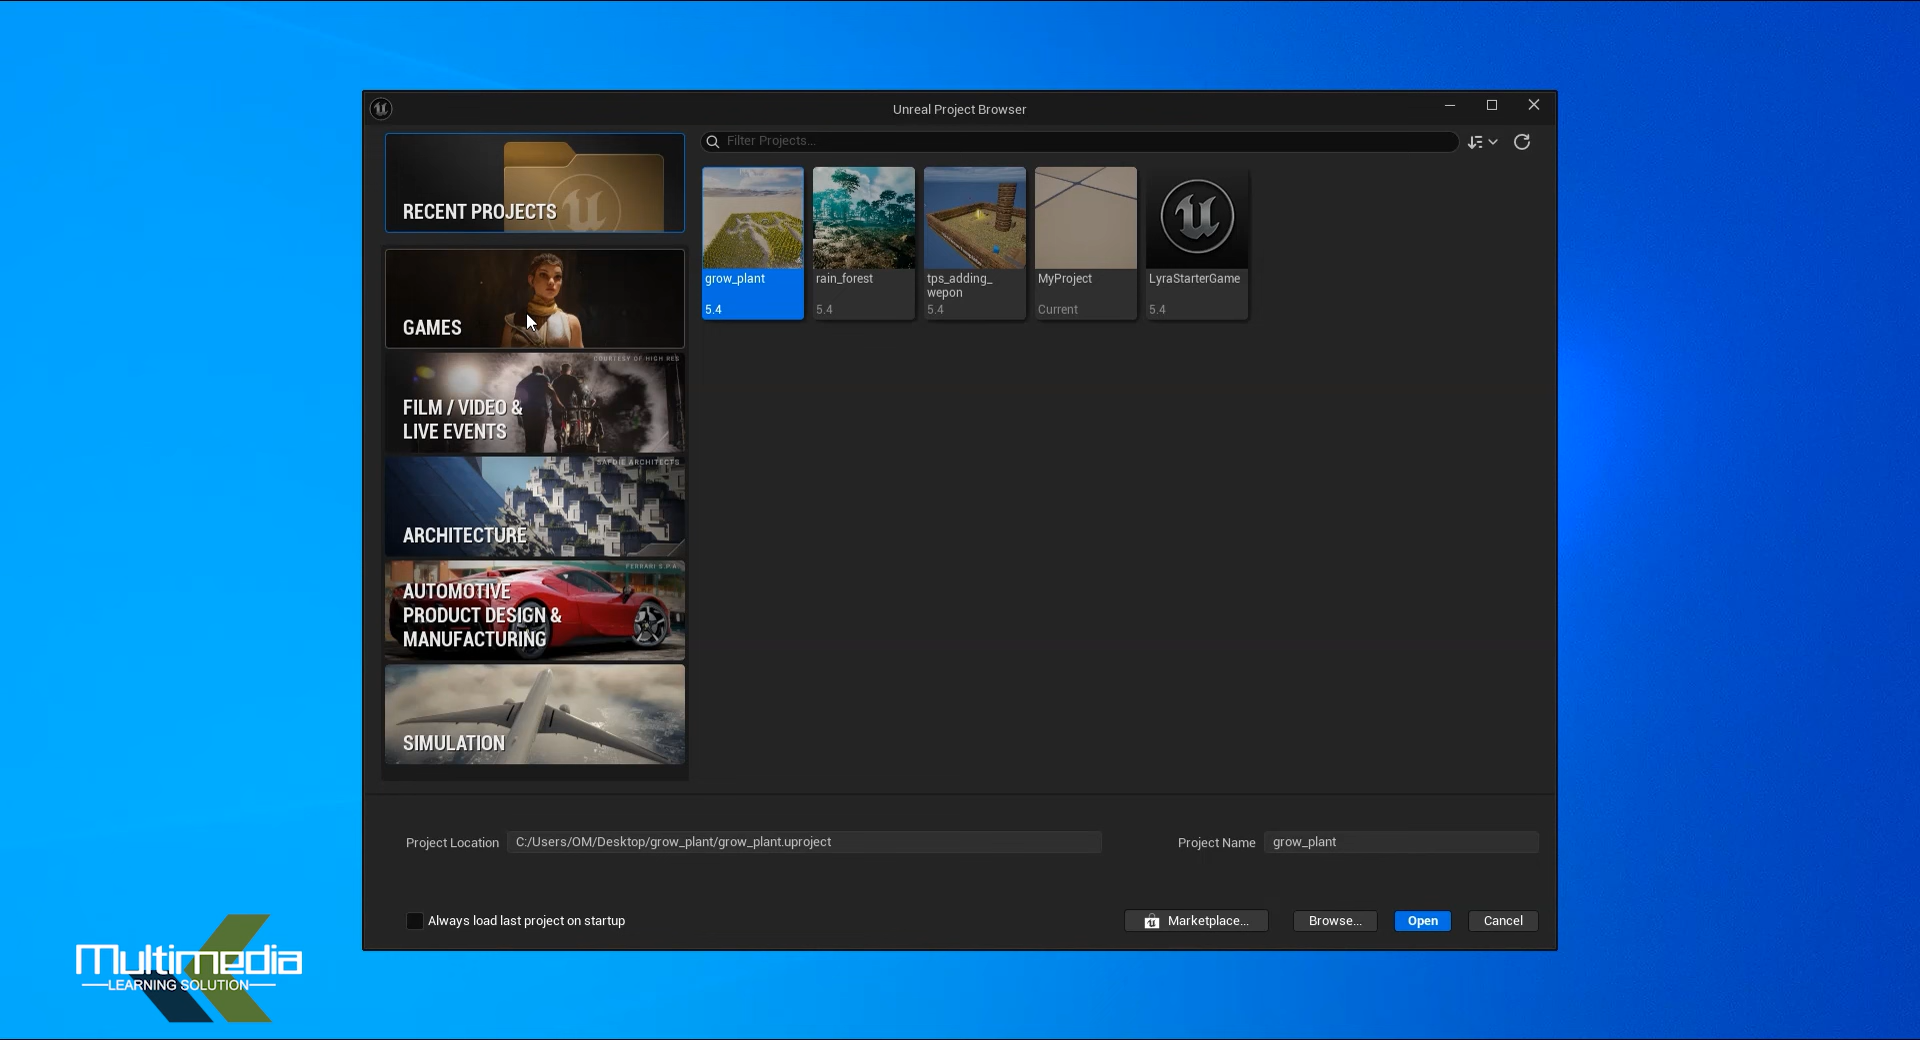 Unreal Project Browser
RECENT PROJECTS
Filter Projects...
grow_plant
5.4
rain_forest
5.4
tps_adding_
wepon
5.4
MyProject
Current
LyraStarterGame
5.4
GAMES
COURTESY OF HIGH RES
FILM / VIDEO &
LIVE EVENTS
SAFDIE ARCHITECTS
ARCHITECTURE
FERRARI S.P.A.
AUTOMOTIVE
PRODUCT DESIGN &
MANUFACTURING
SIMULATION
Project Location C:/Users/OM/Desktop/grow_plant/grow_plant.uproject
Project Name grow_plant
Always load last project on startup
Marketplace...
Browse...
Open
Cancel
Multimedia
LEARNING SOLUTION